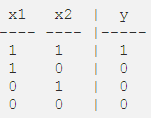 x1 x2 | y
---- ---- | -----
1 1 | 1
1 0 | 0
0 1 | 0
0 0 | 0